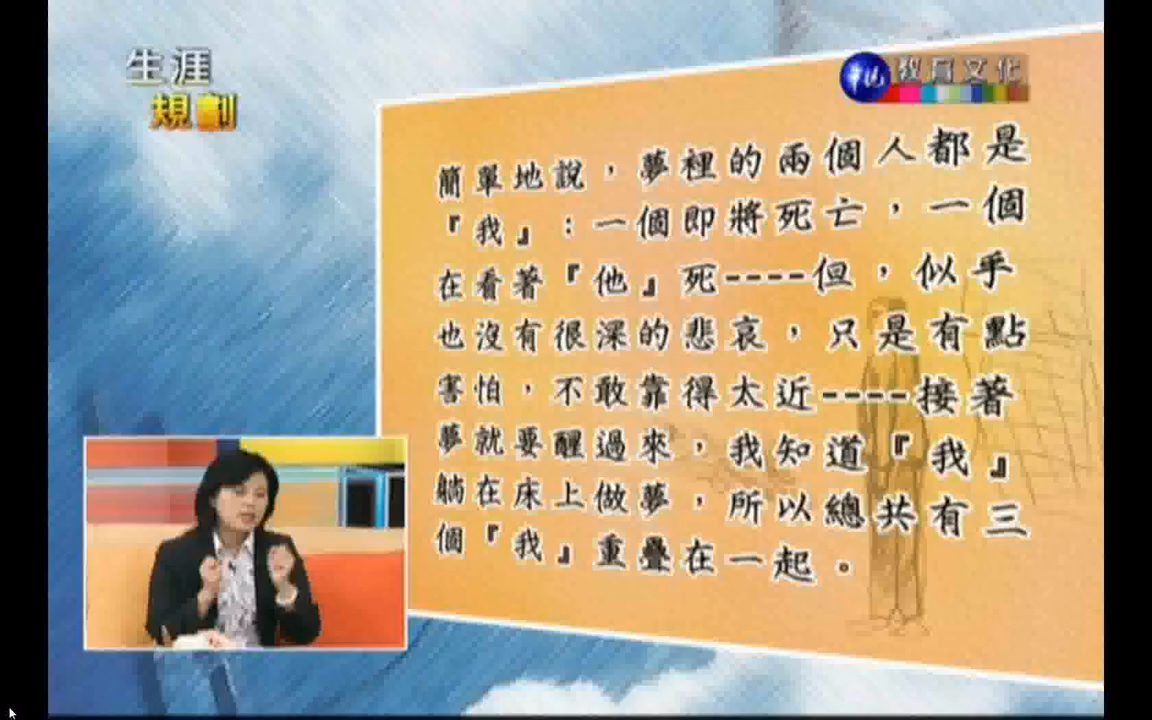 生涯
規劃
華視
教育文化
簡單地說，夢裡的兩個人都是
『我』：一個即將死亡，一個
在看著『他』死----但，似乎
也沒有很深的悲哀，只是有點
害怕，不敢靠得太近----接著
夢就要醒過來，我知道『我』
躺在床上做夢，所以總共有三
個『我』重疊在一起。